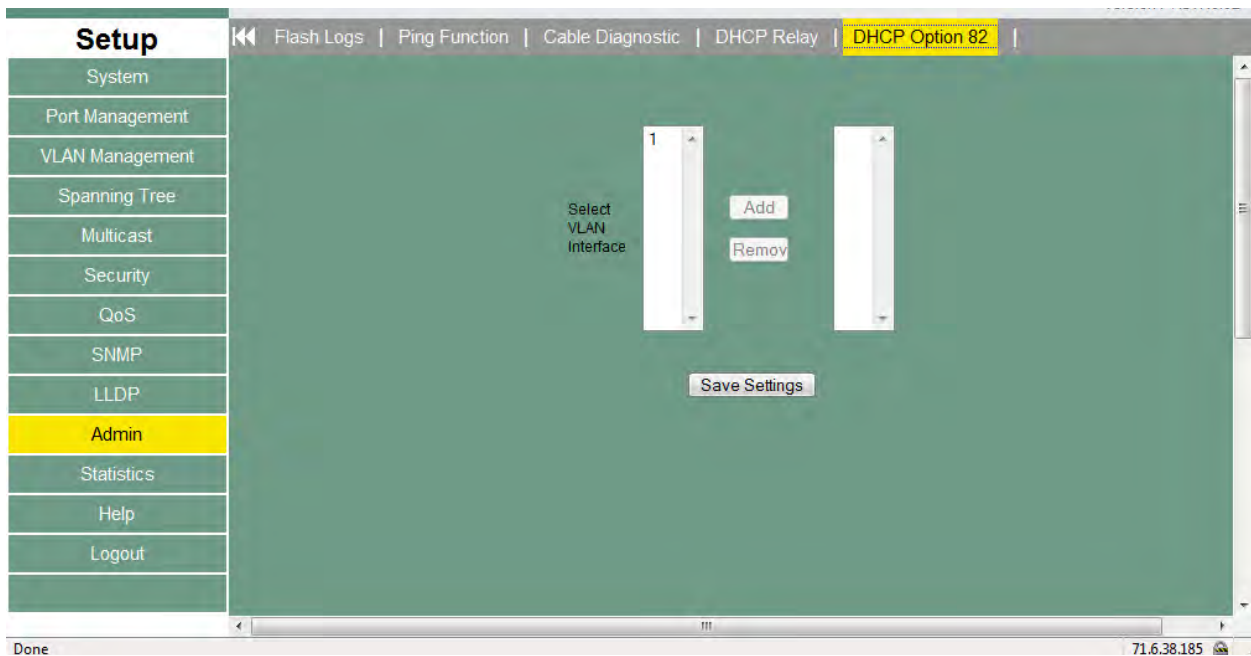 Setup
Flash Logs | Ping Function | Cable Diagnostic | DHCP Relay | DHCP Option 82 |
System
Port Management
VLAN Management
Spanning Tree
Multicast
Security
QoS
SNMP
LLDP
Admin
Statistics
Help
Logout
Select
VLAN
Interface
1
Add
Remov
Save Settings
Done
71.6.38.185